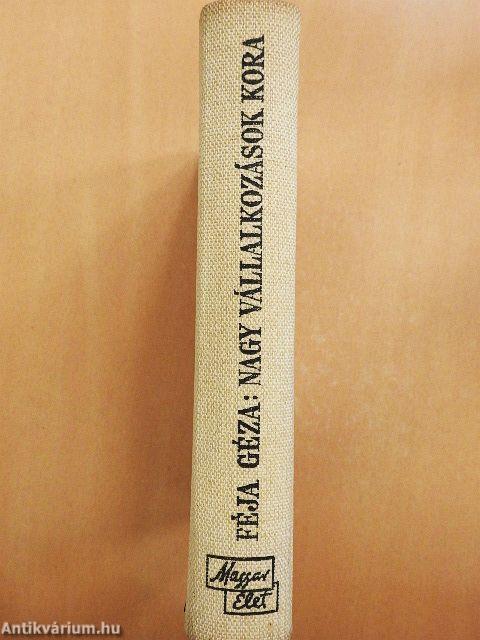 FÉJA GÉZA: NAGY VÁLLALKOZÁSOK KORA
Magyar
Élet
Antikvárium.hu